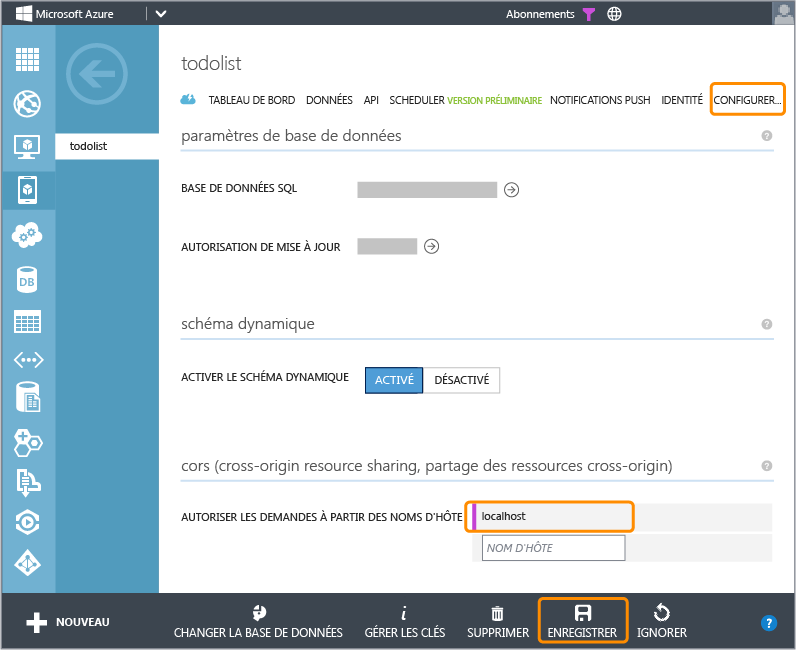 Microsoft Azure Abonnements
todolist
todolist
TABLEAU DE BORD DONNÉES API SCHEDULER VERSION PRÉLIMINAIRE NOTIFICATIONS PUSH IDENTITÉ CONFIGURER...
paramètres de base de données ?
BASE DE DONNÉES SQL
AUTORISATION DE MISE À JOUR
schéma dynamique ?
ACTIVER LE SCHÉMA DYNAMIQUE ACTIVÉ DÉSACTIVÉ
cors (cross-origin resource sharing, partage des ressources cross-origin) ?
AUTORISER LES DEMANDES À PARTIR DES NOMS D'HÔTE localhost
NOM D'HÔTE
DB
NOUVEAU CHANGER LA BASE DE DONNÉES GÉRER LES CLÉS SUPPRIMER ENREGISTRER IGNORER ?